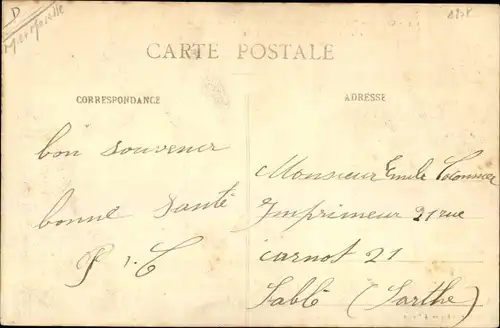 D
CARTE POSTALE
CORRESPONDANCE
ADRESSE
bon souvenir
bonne santé
P. C
Monsieur Emile
Imprimeur 21 rue
carnot 21
Sablé (Sarthe)